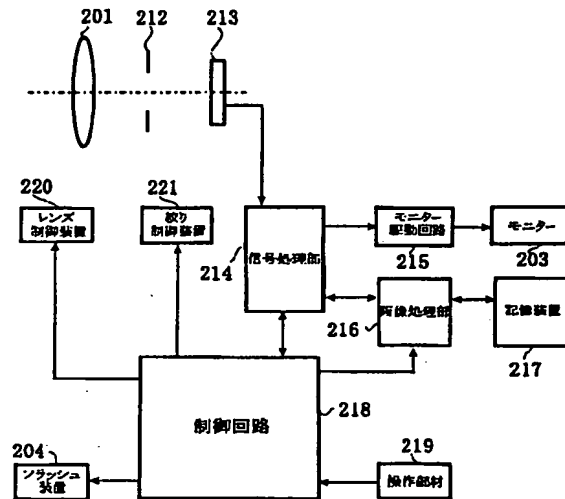 201
212
213
220
レンズ
制御装置
221
絞り
制御装置
214
信号処理部
モニター
駆動回路
215
モニター
203
216
画像処理部
記憶装置
217
制御回路
218
204
フラッシュ
装置
219
操作部材